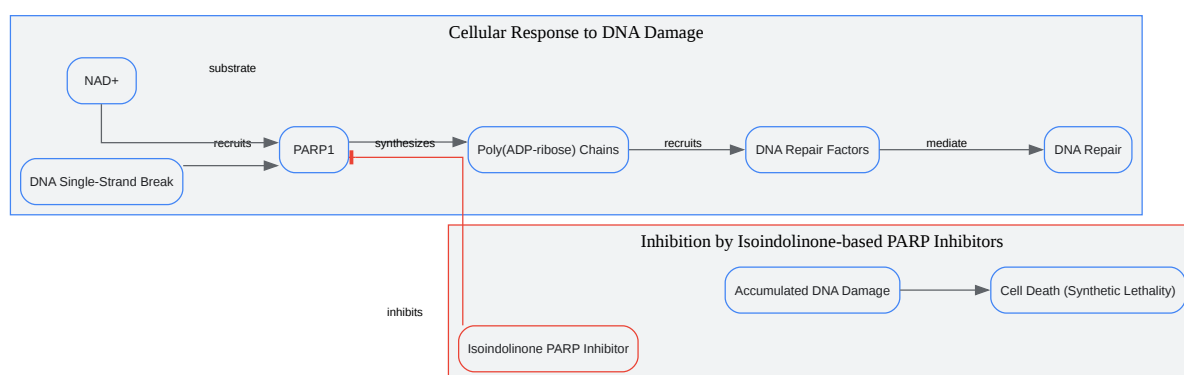 Cellular Response to DNA Damage
substrate
NAD+
recruits
PARP1
synthesizes
Poly(ADP-ribose) Chains
recruits
DNA Repair Factors
mediate
DNA Repair
DNA Single-Strand Break
Inhibition by Isoindolinone-based PARP Inhibitors
Accumulated DNA Damage
Cell Death (Synthetic Lethality)
inhibits
Isoindolinone PARP Inhibitor